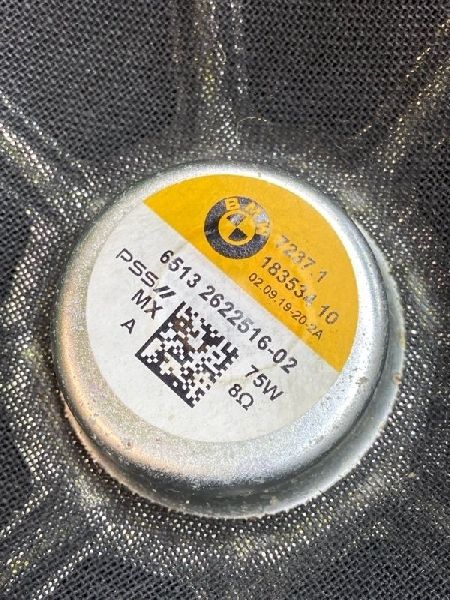 BMW
7237.1
183534 10
02.09.19-20-2A
6513 2622516-02
PSS//
MX
A
75W
8Ω